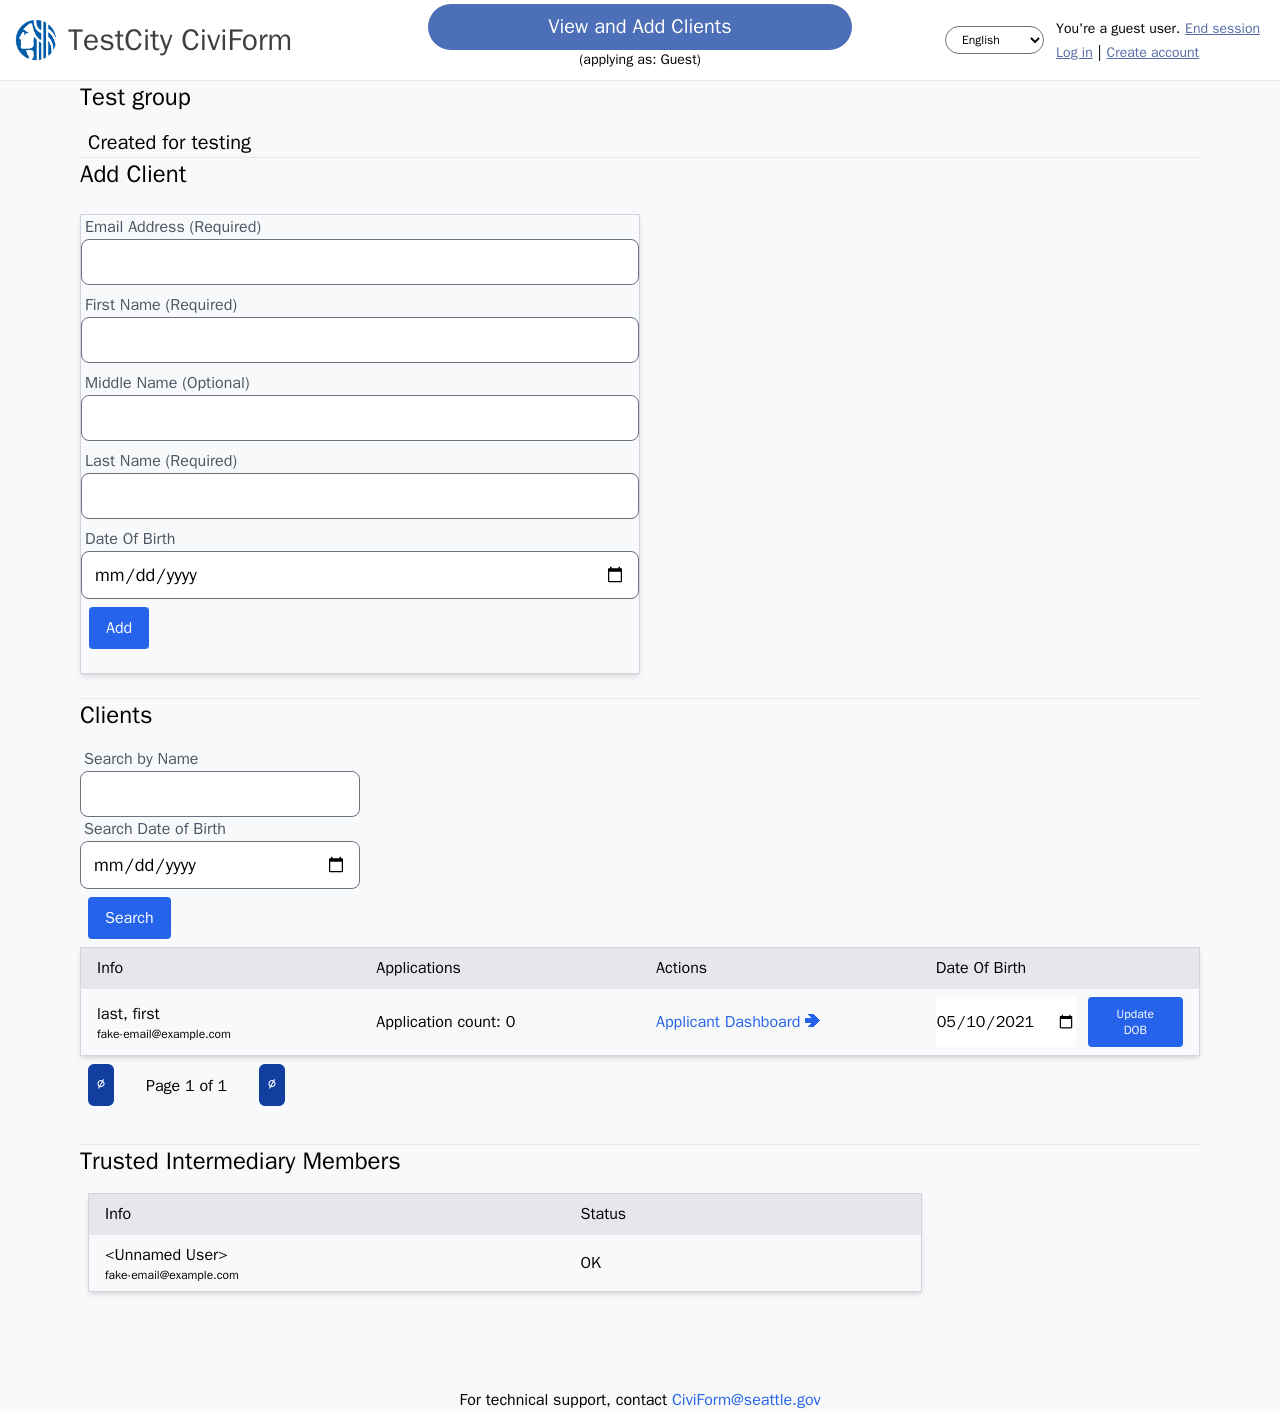 TestCity CiviForm
View and Add Clients
(applying as: Guest)
English
You're a guest user. End session
Log in | Create account
Test group
Created for testing
Add Client
Email Address (Required)
First Name (Required)
Middle Name (Optional)
Last Name (Required)
Date Of Birth
mm/dd/yyyy
Add
Clients
Search by Name
Search Date of Birth
mm/dd/yyyy
Search
Info Applications Actions Date Of Birth
last, first
fake-email@example.com
Application count: 0
Applicant Dashboard 🡆
05/10/2021
Update
DOB
∅ Page 1 of 1 ∅
Trusted Intermediary Members
Info Status
<Unnamed User>
fake-email@example.com
OK
For technical support, contact CiviForm@seattle.gov